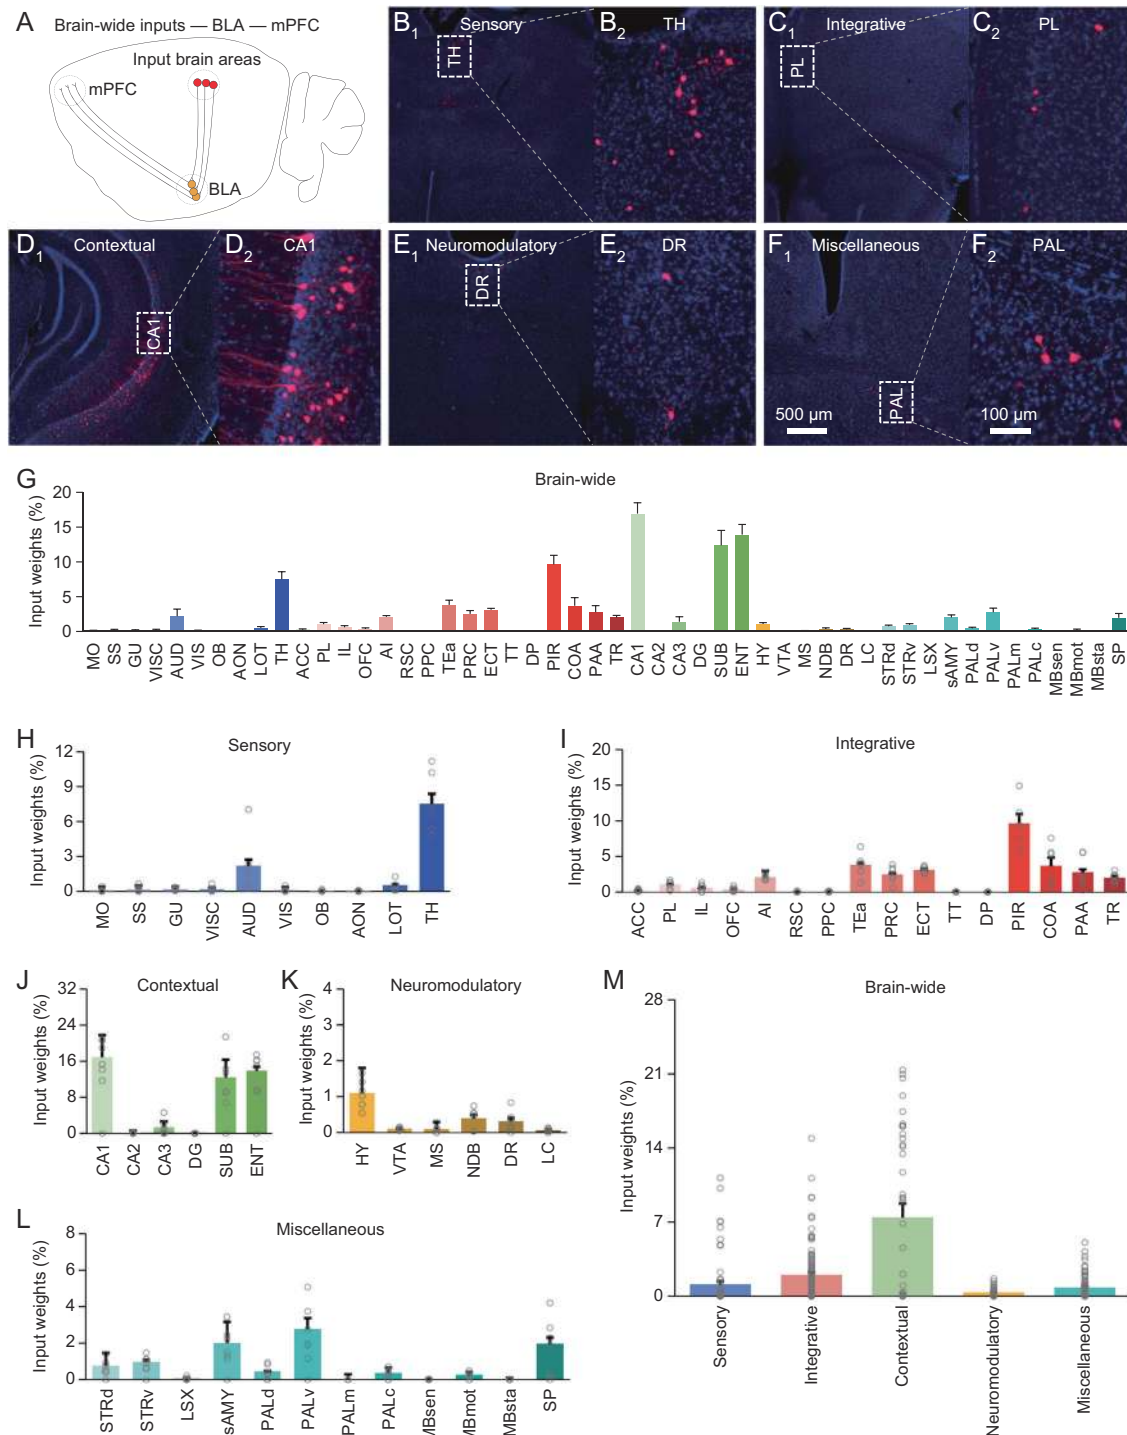 A Brain-wide inputs — BLA — mPFC
Input brain areas
mPFC
BLA
B1 Sensory
TH
B2 TH
C1 Integrative
PL
C2 PL
D1 Contextual
CA1
D2 CA1
E1 Neuromodulatory
DR
E2 DR
F1 Miscellaneous
PAL
500 µm
F2 PAL
100 µm
G Brain-wide
Input weights (%)
20
15
10
5
0
MO SS GU VISC AUD VIS OB AON LOT TH ACC PL IL OFC AI RSC PPC TEa PRC ECT TT DP PIR COA PAA TR CA1 CA2 CA3 DG SUB ENT HY VTA MS NDB DR LC STRd STRv LSX sAMY PALd PALv PALm PALc MBsen MBmot MBsta SP
H Sensory
Input weights (%)
12
9
6
3
0
MO SS GU VISC AUD VIS OB AON LOT TH
I Integrative
Input weights (%)
20
15
10
5
0
ACC PL IL OFC AI RSC PPC TEa PRC ECT TT DP PIR COA PAA TR
J Contextual
Input weights (%)
32
24
16
8
0
CA1 CA2 CA3 DG SUB ENT
K Neuromodulatory
Input weights (%)
4
3
2
1
0
HY VTA MS NDB DR LC
L Miscellaneous
Input weights (%)
8
6
4
2
0
STRd STRv LSX sAMY PALd PALv PALm PALc MBsen MBmot MBsta SP
M Brain-wide
Input weights (%)
28
21
14
7
0
Sensory Integrative Contextual Neuromodulatory Miscellaneous